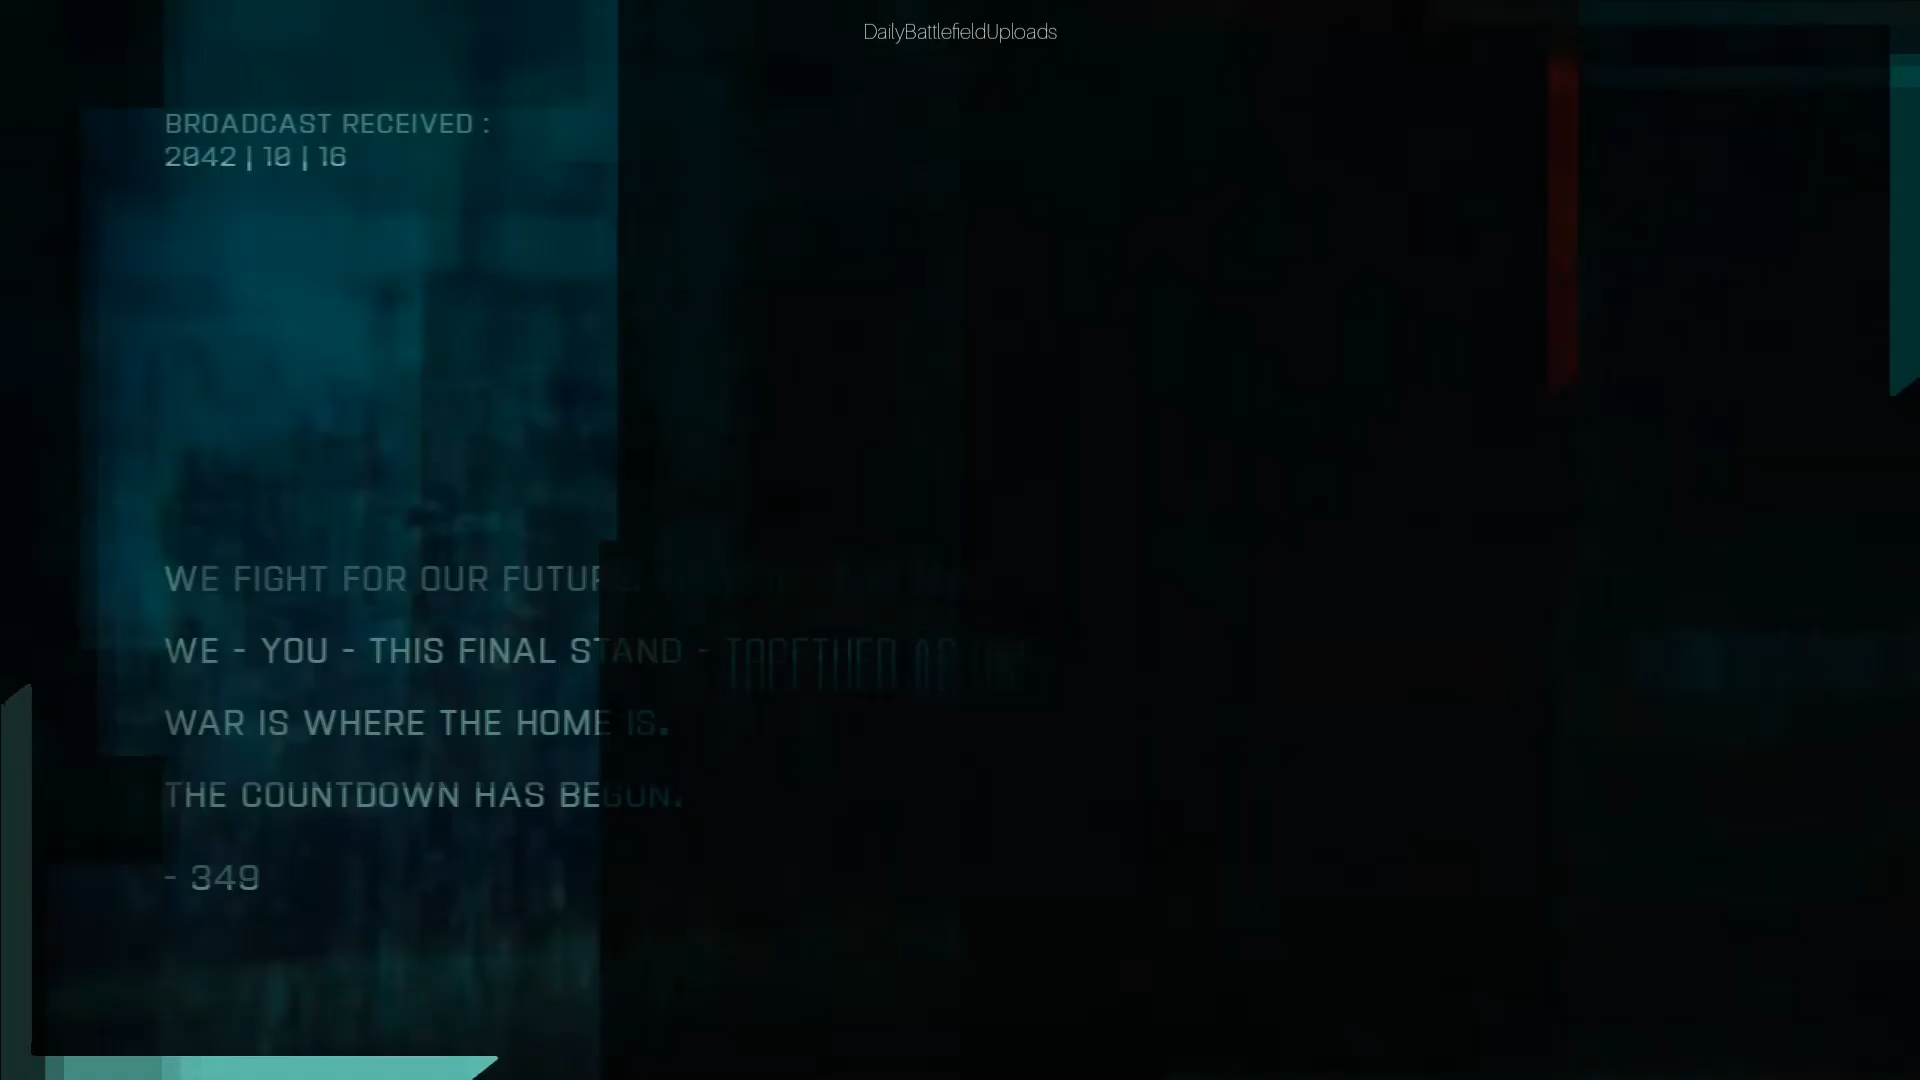 DailyBattlefieldUploads
BROADCAST RECEIVED :
2042 | 10 | 16
WE FIGHT FOR OUR FUTURE.
WE - YOU - THIS FINAL STAND -
WAR IS WHERE THE HOME IS.
THE COUNTDOWN HAS BEGUN.
- 349